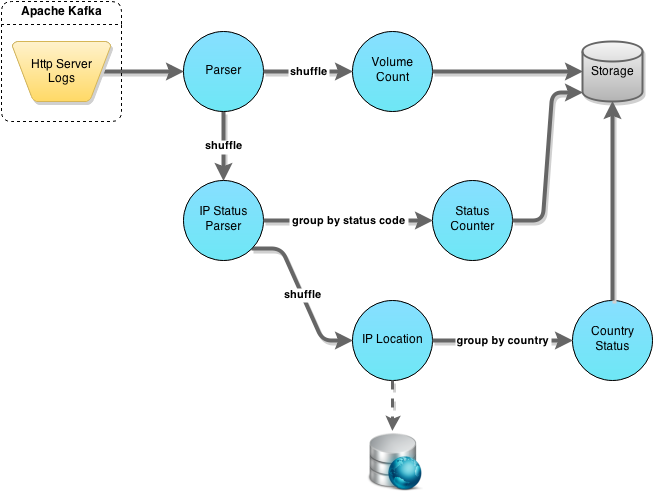 Apache Kafka
Http Server
Logs
Parser
shuffle
Volume
Count
Storage
shuffle
IP Status
Parser
group by status code
Status
Counter
shuffle
IP Location
group by country
Country
Status